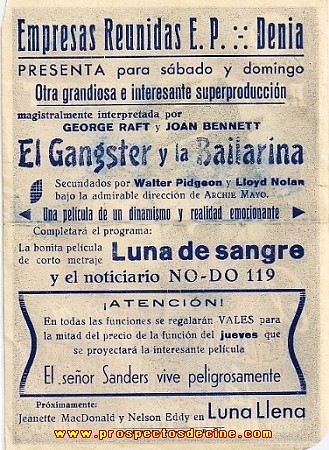 Empresas Reunidas E. P. ·:· Denia
PRESENTA para sábado y domingo
Otra grandiosa e interesante superproducción
magistralmente interpretada por
GEORGE RAFT y JOAN BENNETT
El Gangster y la Bailarina
Secundados por Walter Pidgeon y Lloyd Nolan
bajo la admirable dirección de ARCHIE MAYO.
Una película de un dinamismo y realidad emocionante
Completará el programa:
La bonita película de corto metraje Luna de sangre
y el noticiario NO-DO 119
¡ATENCIÓN!
En todas las funciones se regalarán VALES para
la mitad del precio de la función del jueves que
se proyectará la interesante película
El señor Sanders vive peligrosamente
Próximamente:
Jeanette MacDonald y Nelson Eddy en Luna Llena
www.prospectosdecine.com